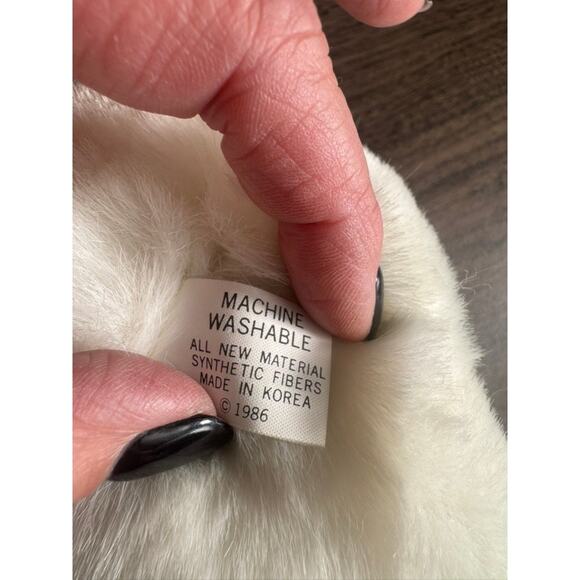 MACHINE
WASHABLE
ALL NEW MATERIAL
SYNTHETIC FIBERS
MADE IN KOREA
© 1986